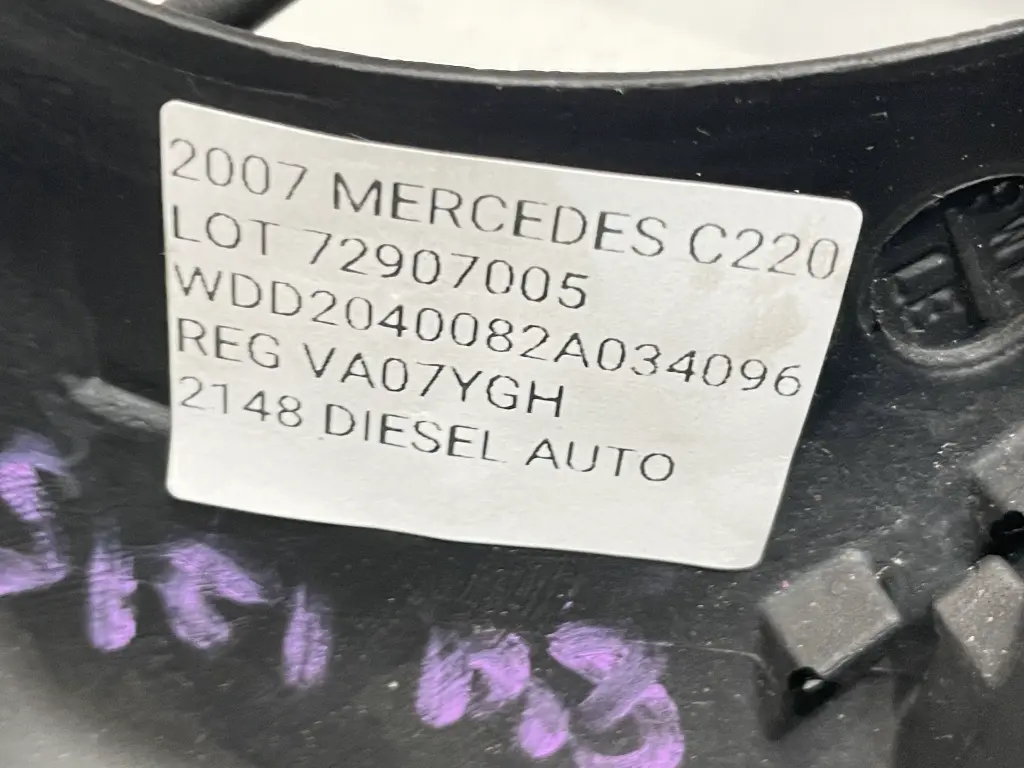 2007 MERCEDES C220
LOT 72907005
WDD2040082A034096
REG VA07YGH
2148 DIESEL AUTO